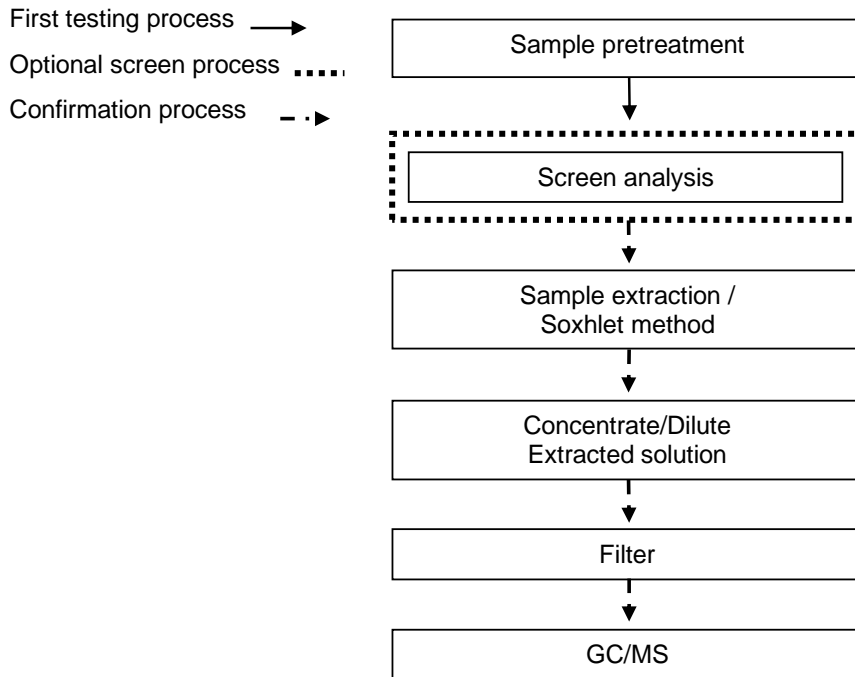 First testing process
Optional screen process
Confirmation process
Sample pretreatment
Screen analysis
Sample extraction /
Soxhlet method
Concentrate/Dilute
Extracted solution
Filter
GC/MS